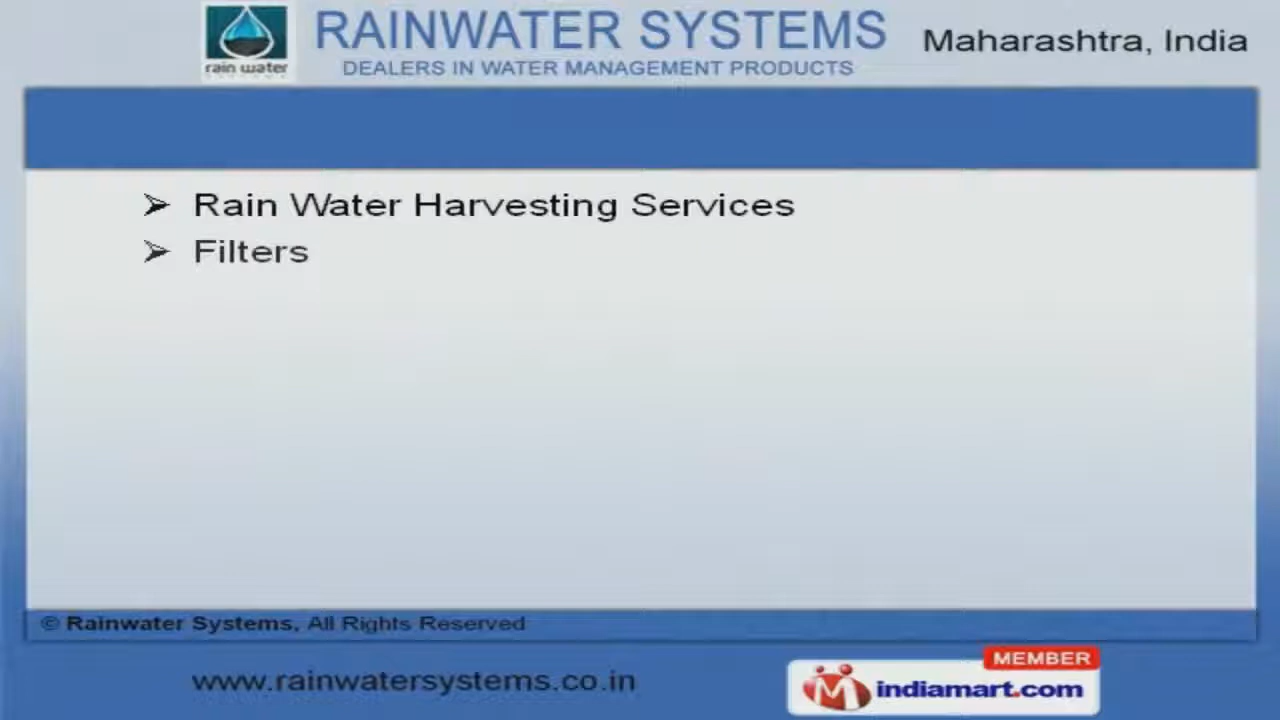 rain water
RAINWATER SYSTEMS
DEALERS IN WATER MANAGEMENT PRODUCTS
Maharashtra, India
➢ Rain Water Harvesting Services
➢ Filters
© Rainwater Systems, All Rights Reserved
www.rainwatersystems.co.in
MEMBER
indiamart.com